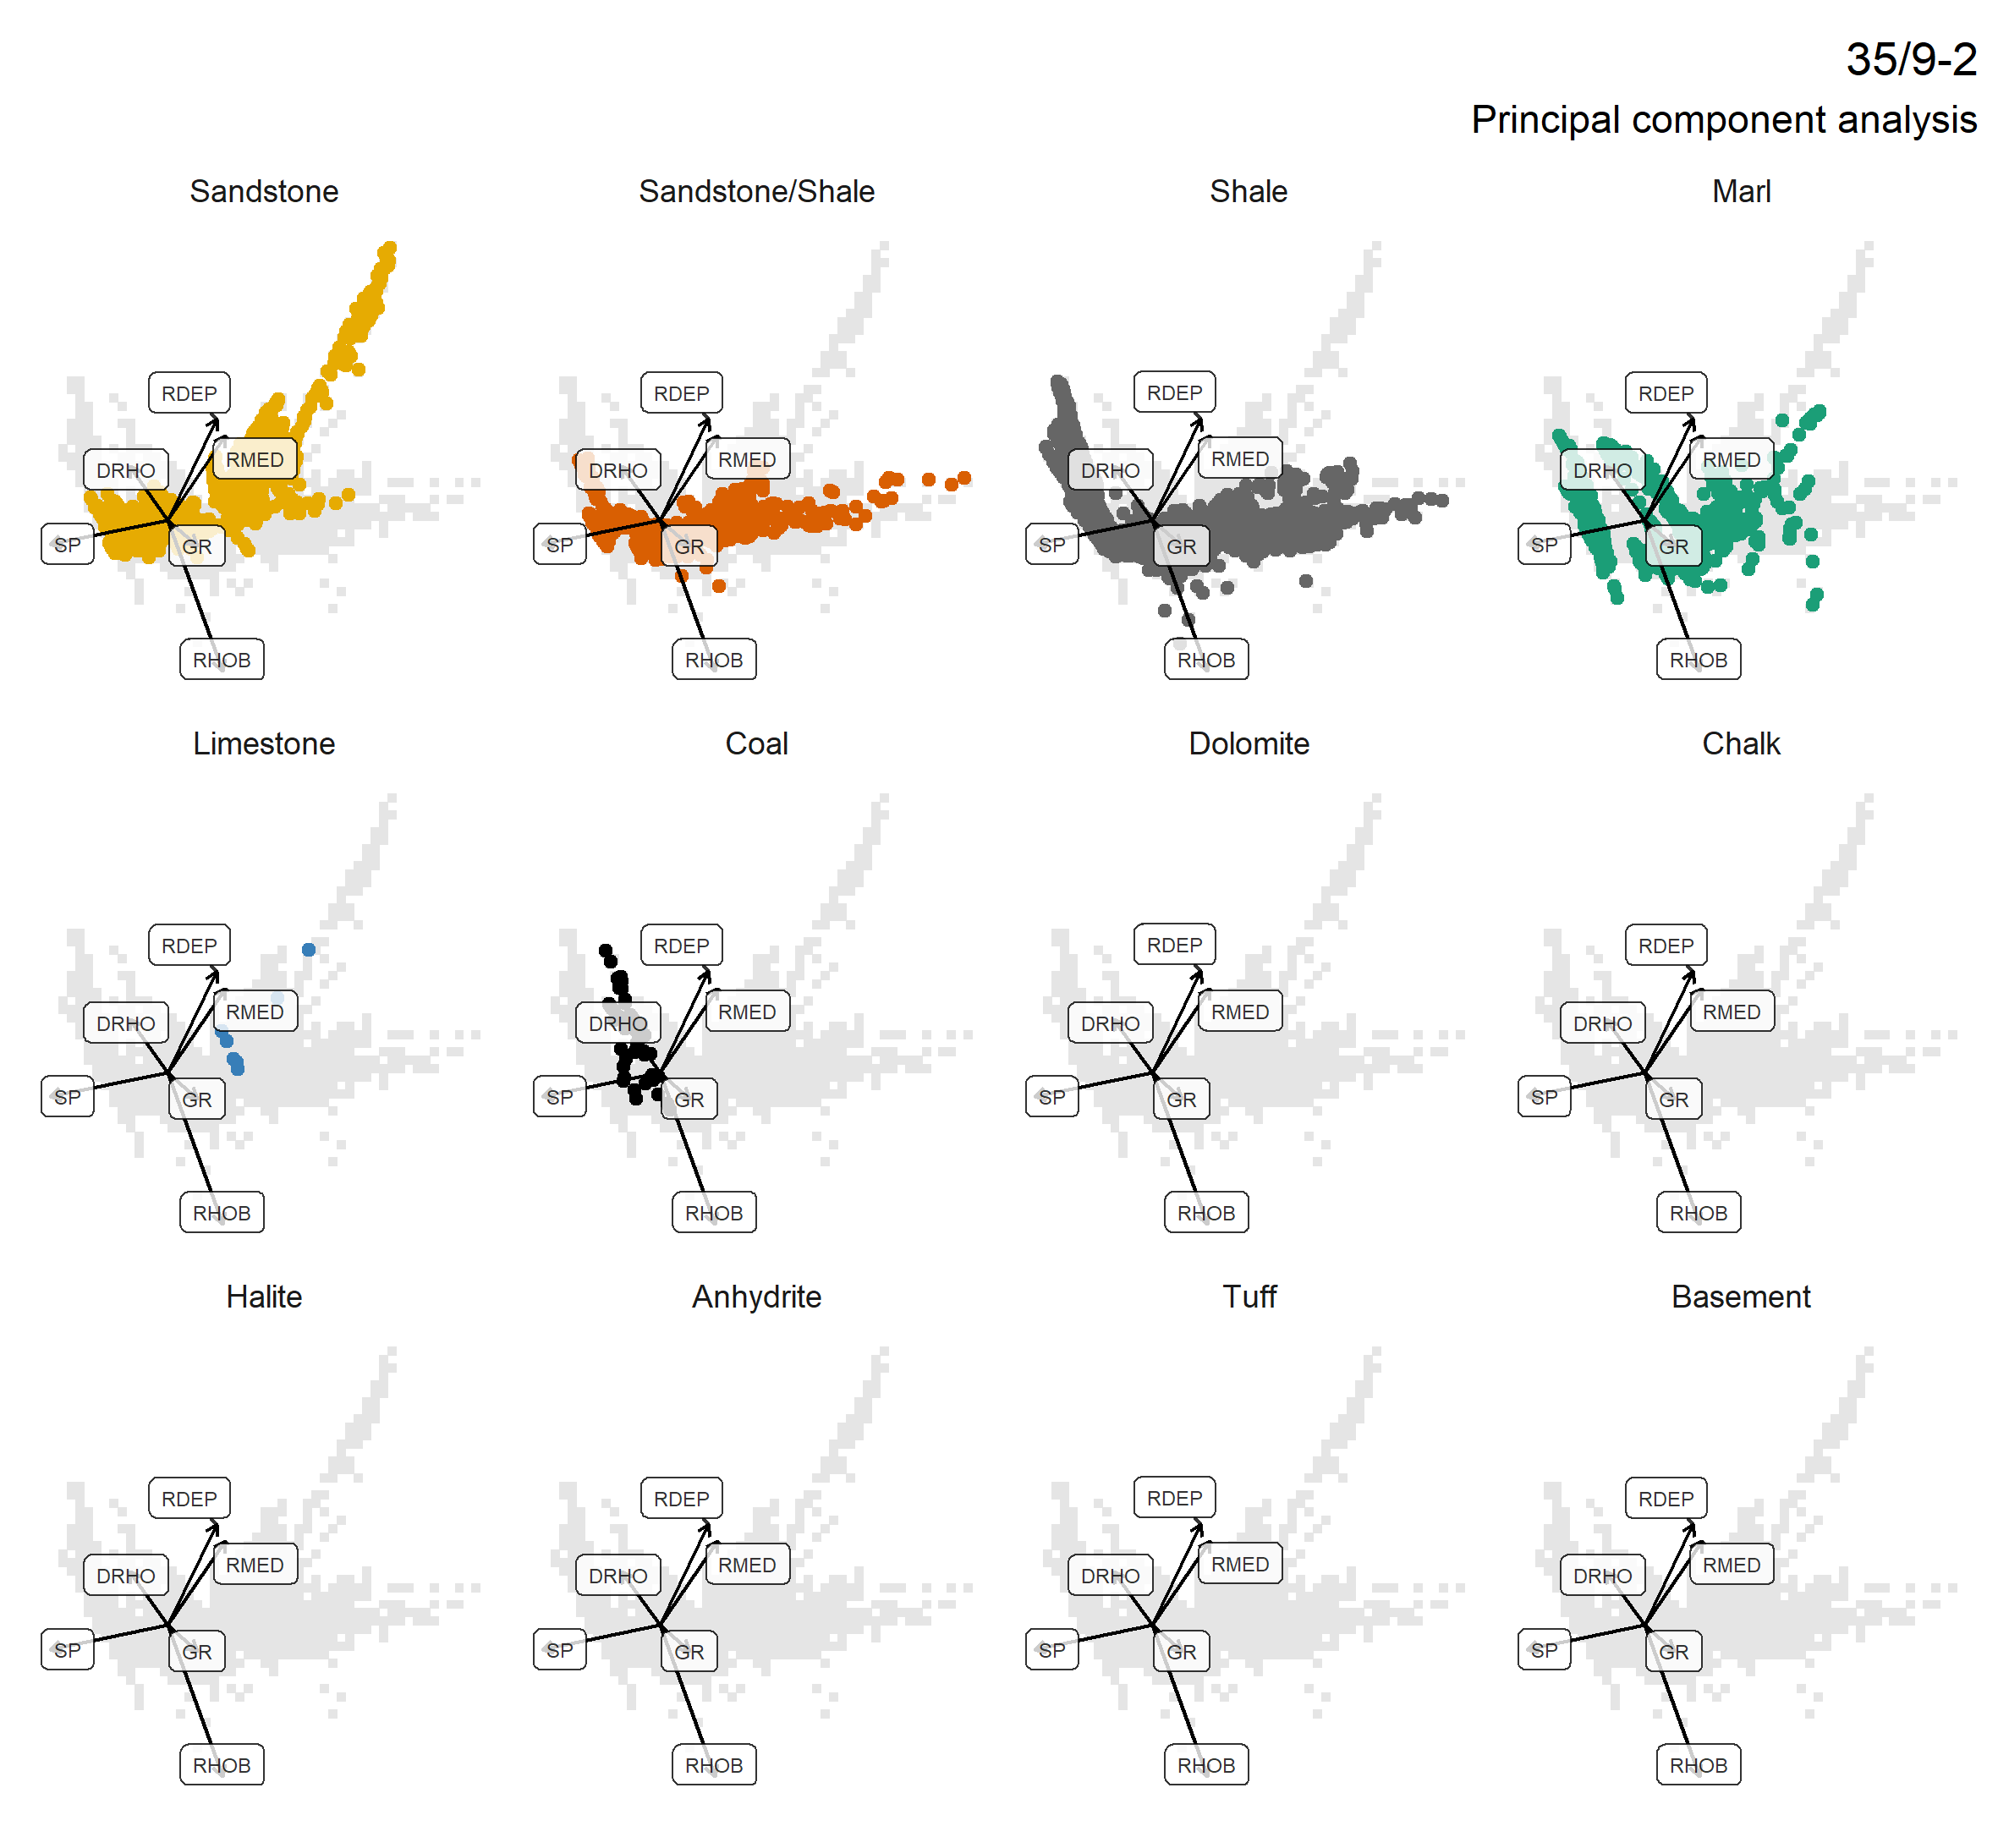 35/9-2
Principal component analysis
Sandstone
Sandstone/Shale
Shale
Marl
RDEP
RMED
DRHO
SP
GR
RHOB
RDEP
RMED
DRHO
SP
GR
RHOB
RDEP
RMED
DRHO
SP
GR
RHOB
RDEP
RMED
DRHO
SP
GR
RHOB
Limestone
Coal
Dolomite
Chalk
RDEP
RMED
DRHO
SP
GR
RHOB
RDEP
RMED
DRHO
SP
GR
RHOB
RDEP
RMED
DRHO
SP
GR
RHOB
RDEP
RMED
DRHO
SP
GR
RHOB
Halite
Anhydrite
Tuff
Basement
RDEP
RMED
DRHO
SP
GR
RHOB
RDEP
RMED
DRHO
SP
GR
RHOB
RDEP
RMED
DRHO
SP
GR
RHOB
RDEP
RMED
DRHO
SP
GR
RHOB